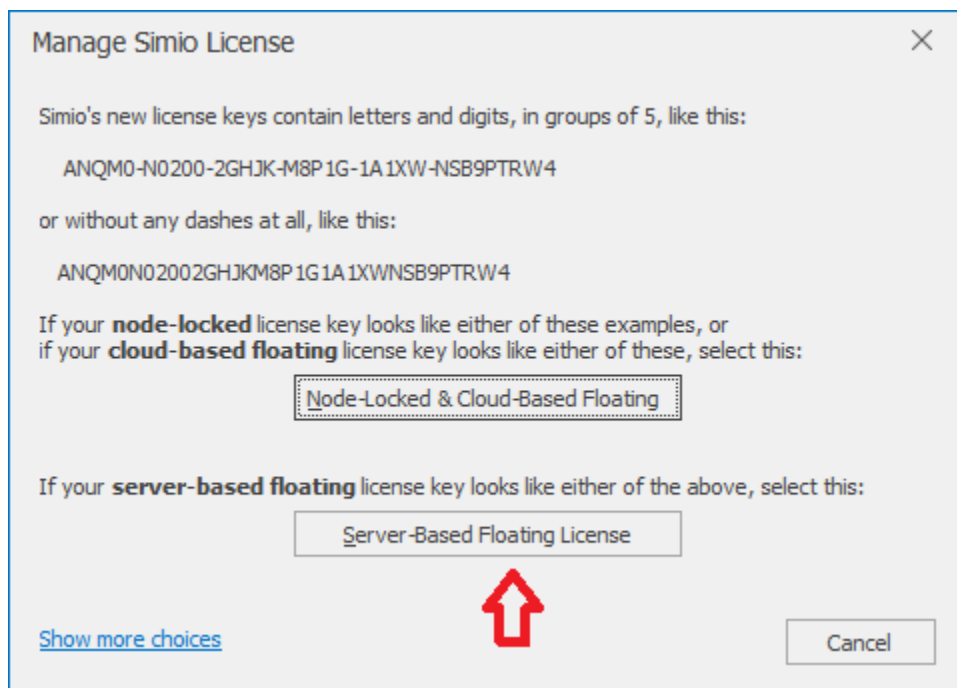 Manage Simio License
Simio's new license keys contain letters and digits, in groups of 5, like this:
ANQM0-N0200-2GHJK-M8P1G-1A1XW-NSB9PTRW4
or without any dashes at all, like this:
ANQM0N02002GHJKM8P1G1A1XWNSB9PTRW4
If your node-locked license key looks like either of these examples, or
if your cloud-based floating license key looks like either of these, select this:
Node-Locked & Cloud-Based Floating
If your server-based floating license key looks like either of the above, select this:
Server-Based Floating License
Show more choices
Cancel